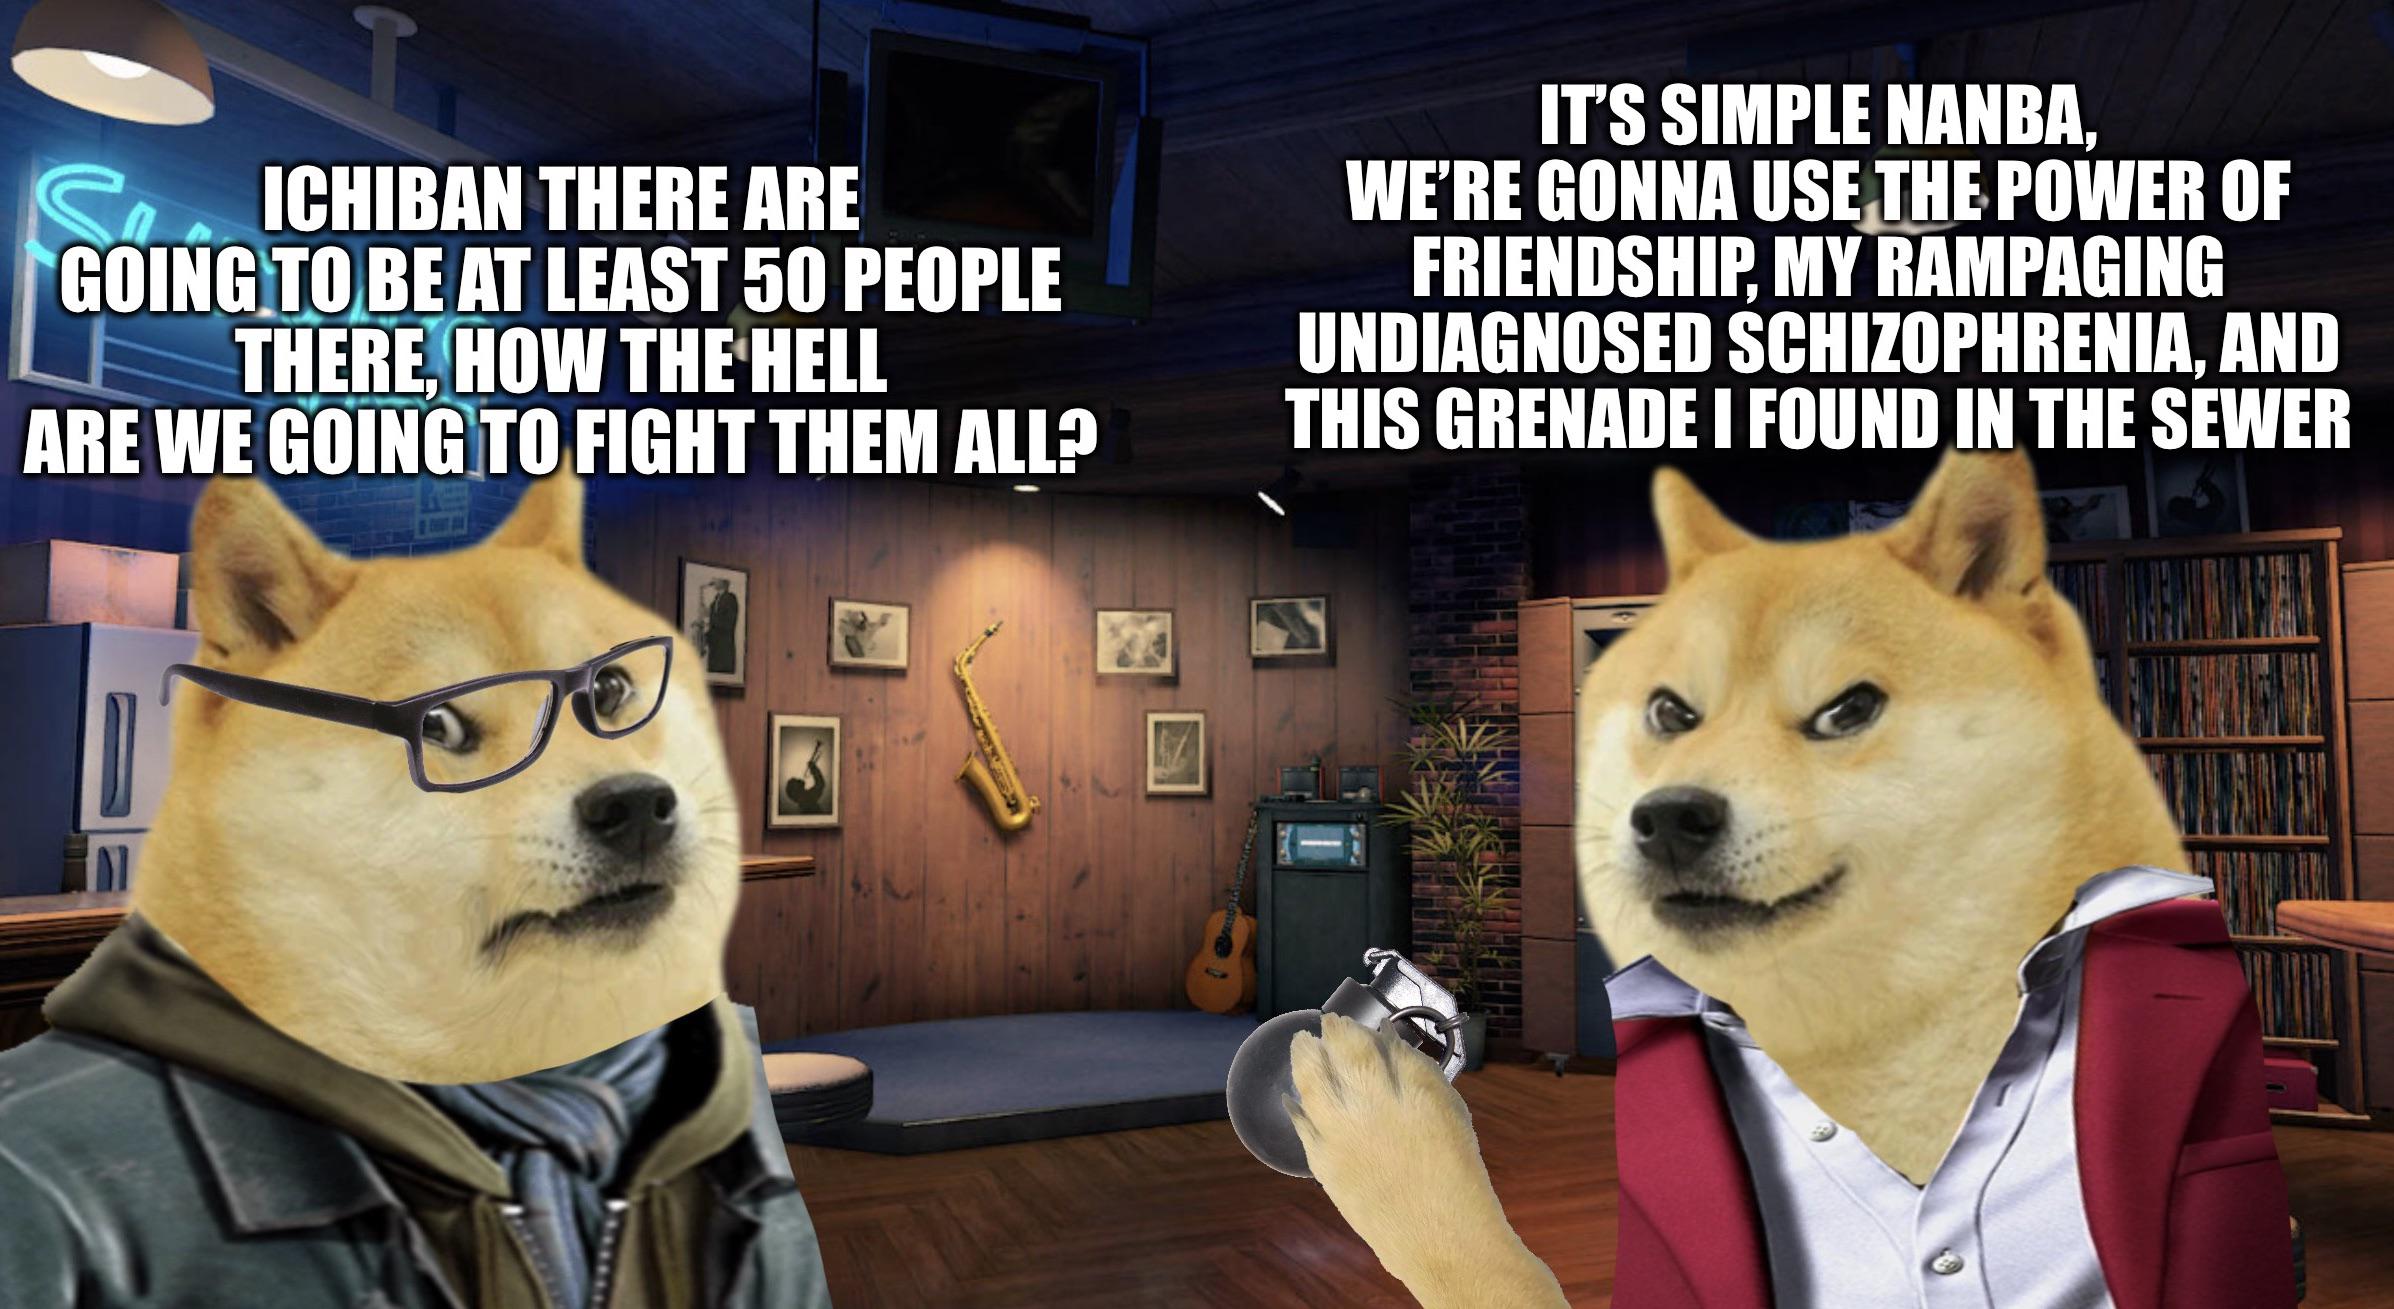 ICHIBAN THERE ARE
GOING TO BE AT LEAST 50 PEOPLE
THERE, HOW THE HELL
ARE WE GOING TO FIGHT THEM ALL?
IT'S SIMPLE NANBA,
WE'RE GONNA USE THE POWER OF
FRIENDSHIP, MY RAMPAGING
UNDIAGNOSED SCHIZOPHRENIA, AND
THIS GRENADE I FOUND IN THE SEWER